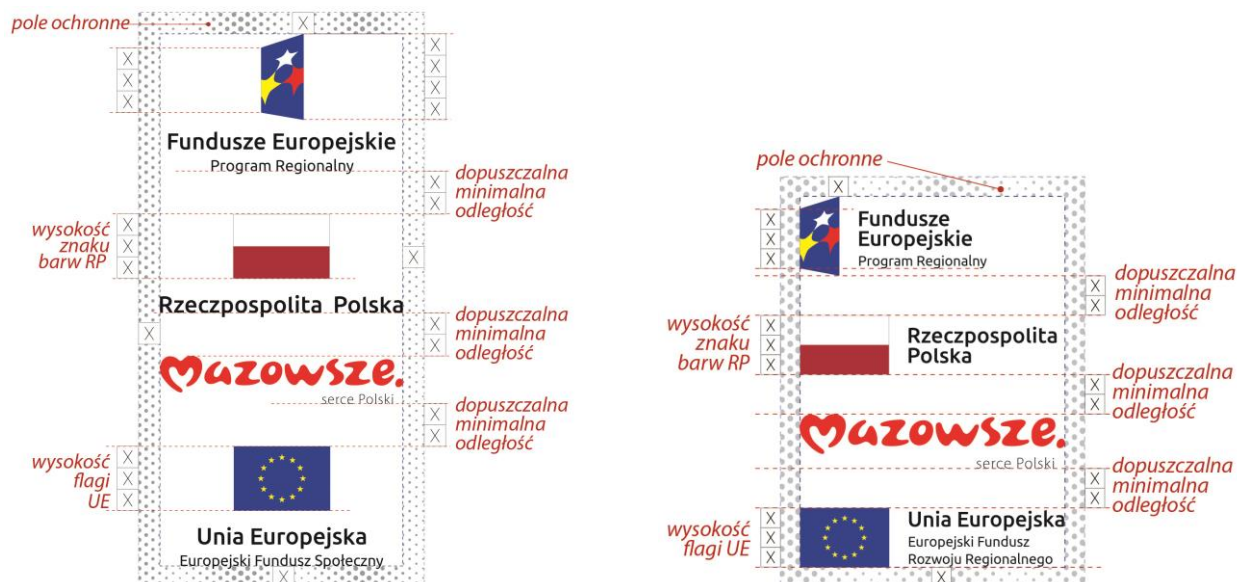 pole ochronne
X
X
X
X
X
X
X
X
Fundusze Europejskie
Program Regionalny
dopuszczalna
minimalna
odległość
X
X
wysokość
znaku
barw RP
X
X
X
X
Rzeczpospolita Polska
dopuszczalna
minimalna
odległość
X
X
X
mazowsze.
serce Polski
dopuszczalna
minimalna
odległość
X
X
wysokość
flagi
UE
X
X
X
Unia Europejska
Europejski Fundusz Społeczny
X
pole ochronne
X
X
X
X
Fundusze
Europejskie
Program Regionalny
dopuszczalna
minimalna
odległość
X
X
wysokość
znaku
barw RP
X
X
X
Rzeczpospolita
Polska
dopuszczalna
minimalna
odległość
X
X
mazowsze.
serce Polski
dopuszczalna
minimalna
odległość
X
X
wysokość
flagi UE
X
X
X
Unia Europejska
Europejski Fundusz
Rozwoju Regionalnego
X